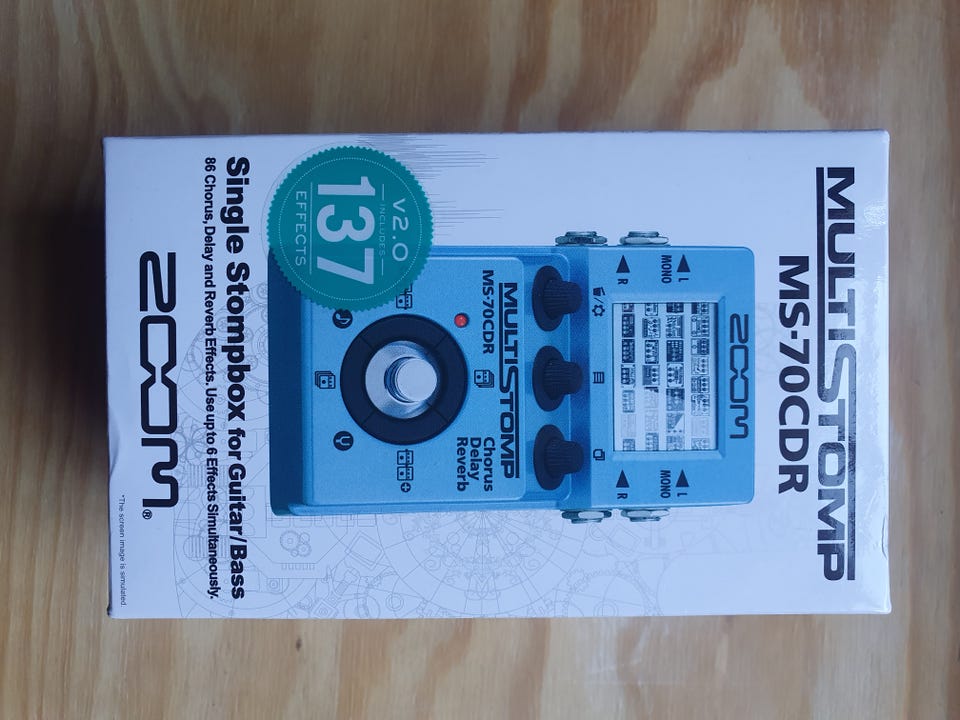 MULTISTOMP
MS-70CDR
L
MONO
R
L
MONO
R
ZOOM
MULTISTOMP
MS-70CDR
Chorus
Delay
Reverb
V2.0
INCLUDES
137
EFFECTS
Single Stompbox for Guitar/Bass
86 Chorus, Delay and Reverb Effects. Use up to 6 Effects Simultaneously.
ZOOM®
*The screen image is simulated.